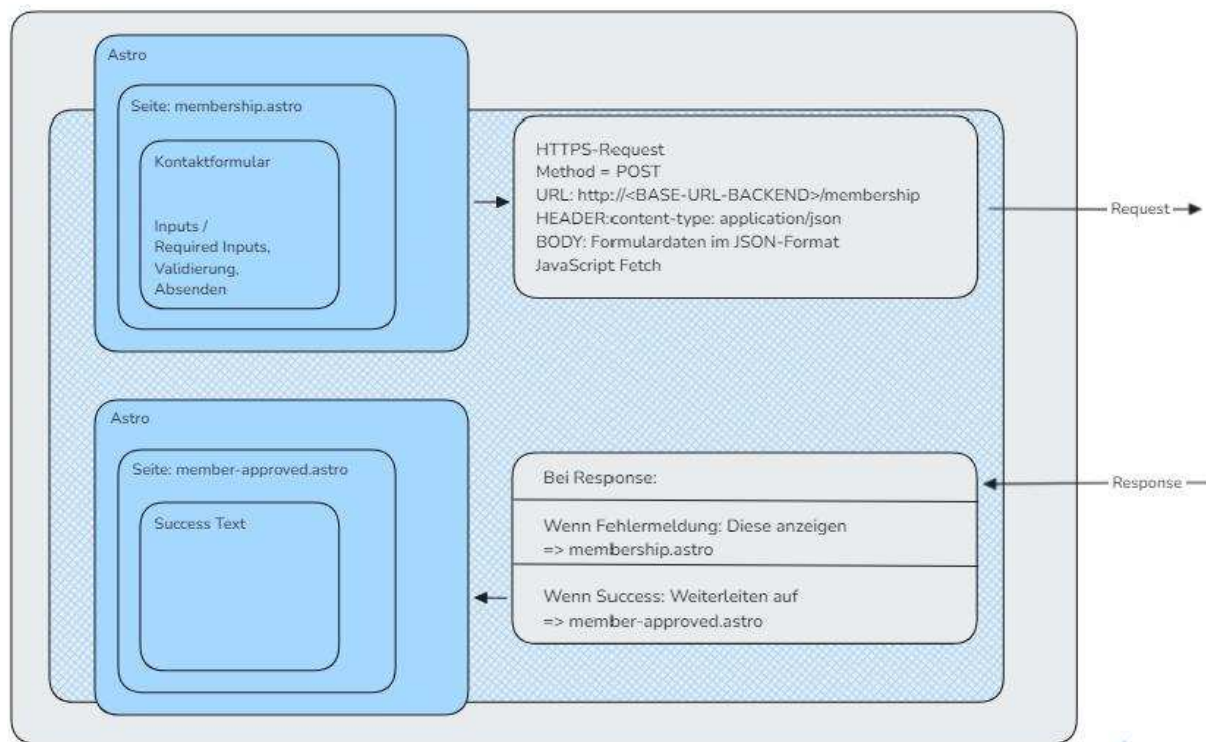 Astro
Seite: membership.astro
Kontaktformular
Inputs /
Required Inputs,
Validierung,
Absenden
HTTPS-Request
Method = POST
URL: http://<BASE-URL-BACKEND>/membership
HEADER:content-type: application/json
BODY: Formulardaten im JSON-Format
JavaScript Fetch
Request
Astro
Seite: member-approved.astro
Success Text
Bei Response:
Wenn Fehlermeldung: Diese anzeigen
=> membership.astro
Wenn Success: Weiterleiten auf
=> member-approved.astro
Response